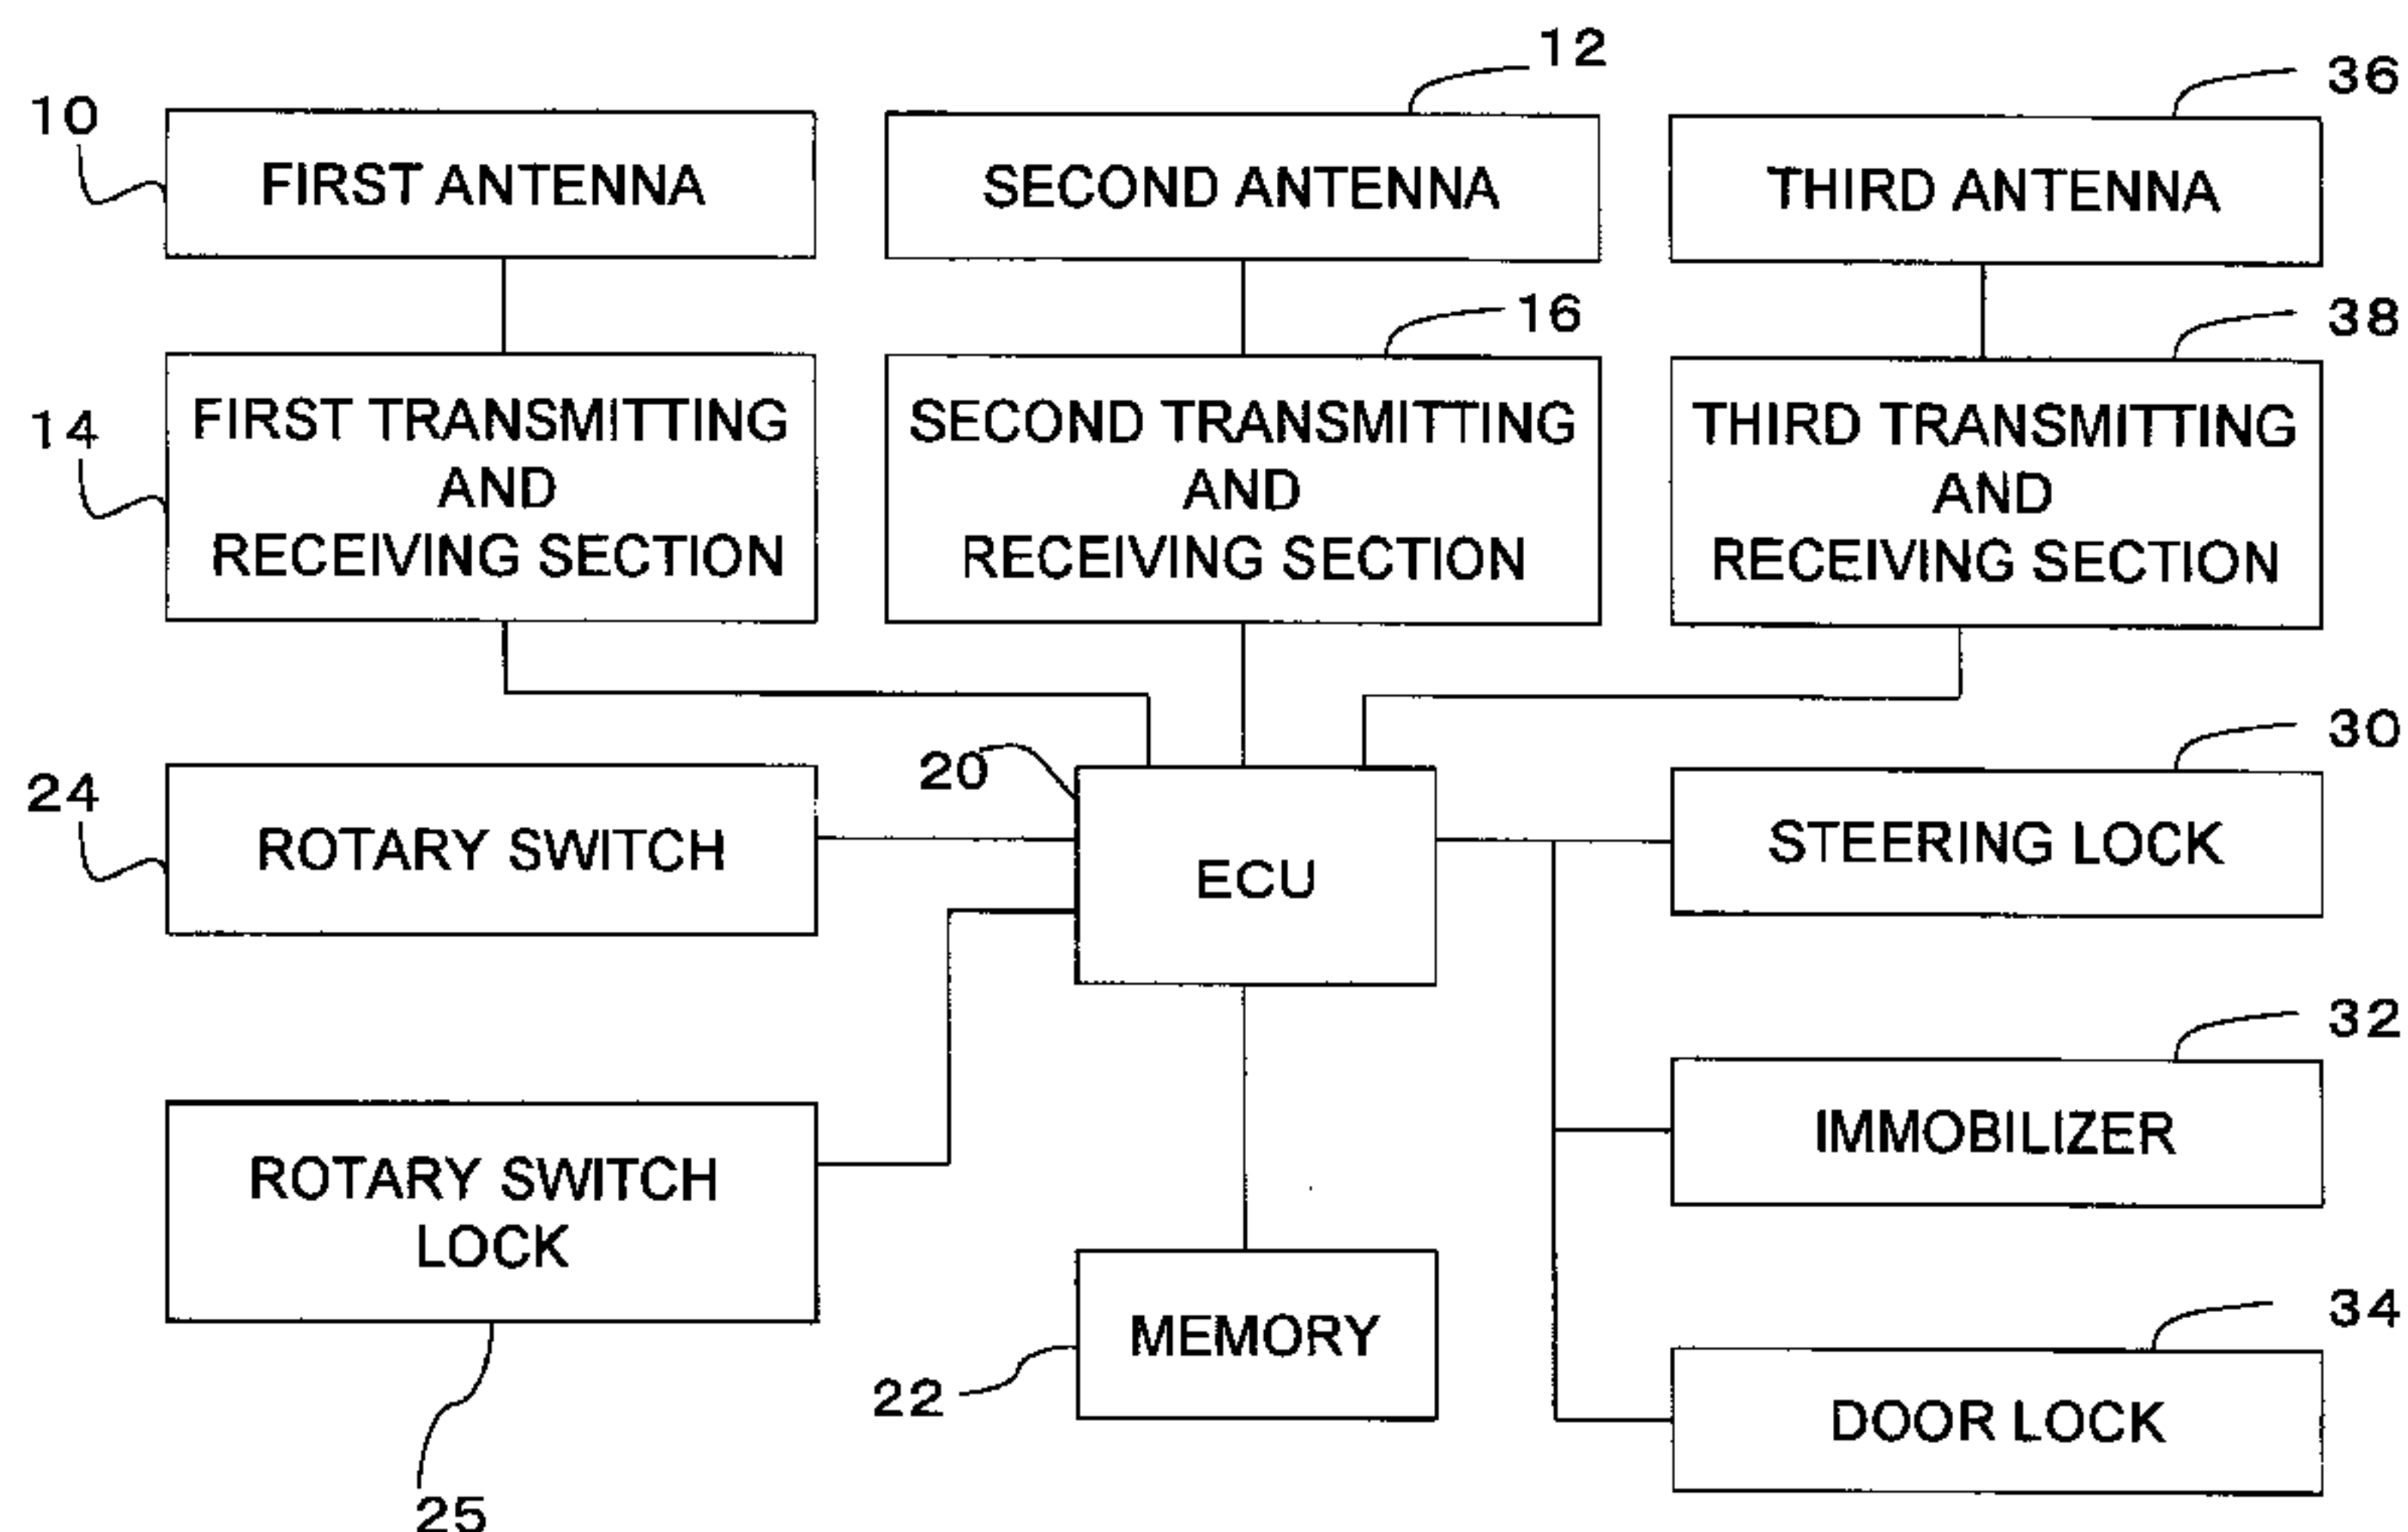 12
36
10
FIRST ANTENNA
SECOND ANTENNA
THIRD ANTENNA
16
38
14
FIRST TRANSMITTING
AND
RECEIVING SECTION
SECOND TRANSMITTING
AND
RECEIVING SECTION
THIRD TRANSMITTING
AND
RECEIVING SECTION
30
20
24
ROTARY SWITCH
ECU
STEERING LOCK
32
ROTARY SWITCH
LOCK
IMMOBILIZER
34
MEMORY
22
DOOR LOCK
25